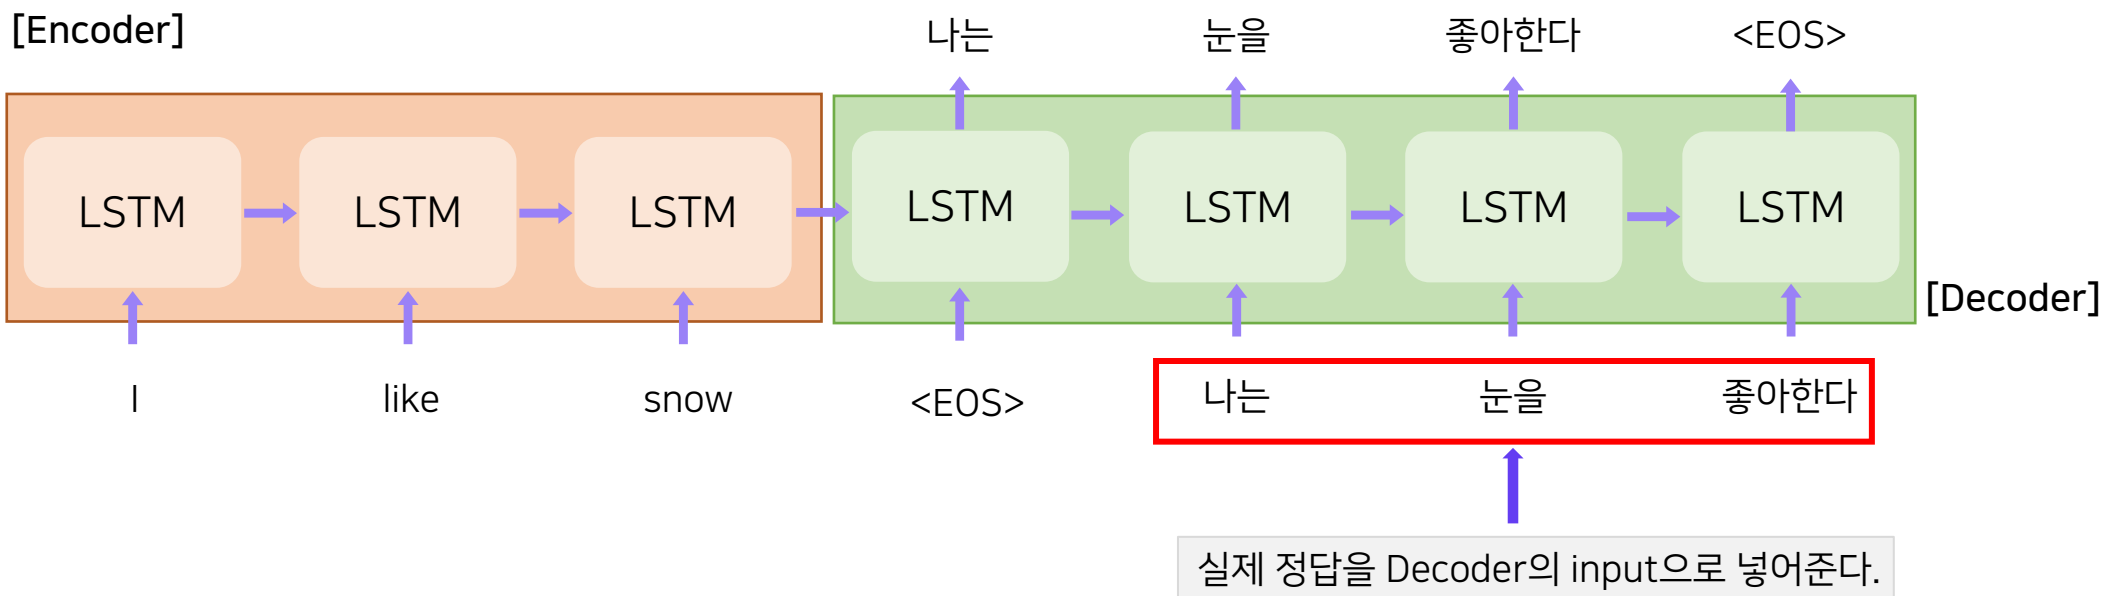 [Encoder]
나는 눈을 좋아한다 <EOS>
LSTM LSTM LSTM LSTM LSTM LSTM LSTM
[Decoder]
I like snow <EOS> 나는 눈을 좋아한다
실제 정답을 Decoder의 input으로 넣어준다.